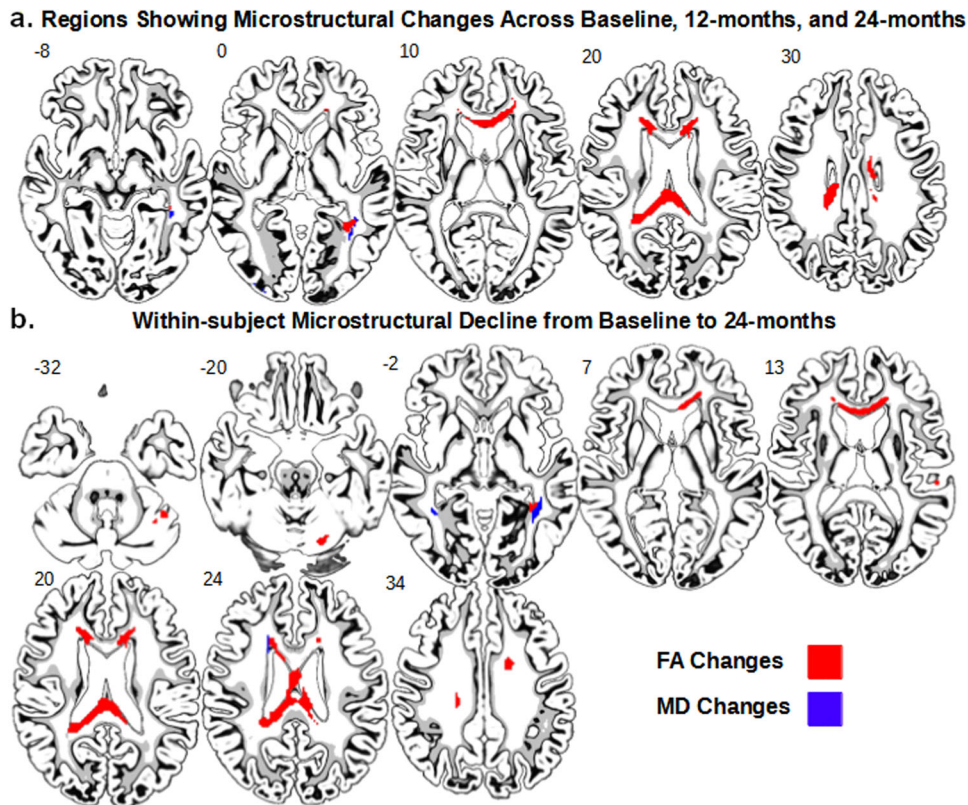 a. Regions Showing Microstructural Changes Across Baseline, 12-months, and 24-months
-8 0 10 20 30
b. Within-subject Microstructural Decline from Baseline to 24-months
-32 -20 -2 7 13
20 24 34
FA Changes
MD Changes